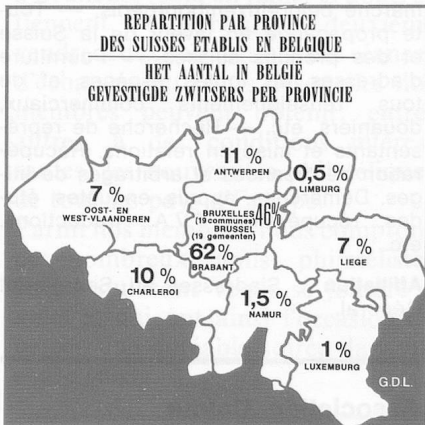 REPARTITION PAR PROVINCE
DES SUISSES ETABLIS EN BELGIQUE
HET AANTAL IN BELGIË
GEVESTIGDE ZWITSERS PER PROVINCIE
11 %
ANTWERPEN
0,5 %
LIMBURG
7 %
OOST- EN
WEST-VLAANDEREN
BRUXELLES 46%
(19 communes)
BRUSSEL
(19 gemeenten)
62 %
BRABANT
7 %
LIEGE
10 %
CHARLEROI
1,5 %
NAMUR
1 %
LUXEMBURG
G.D.L.